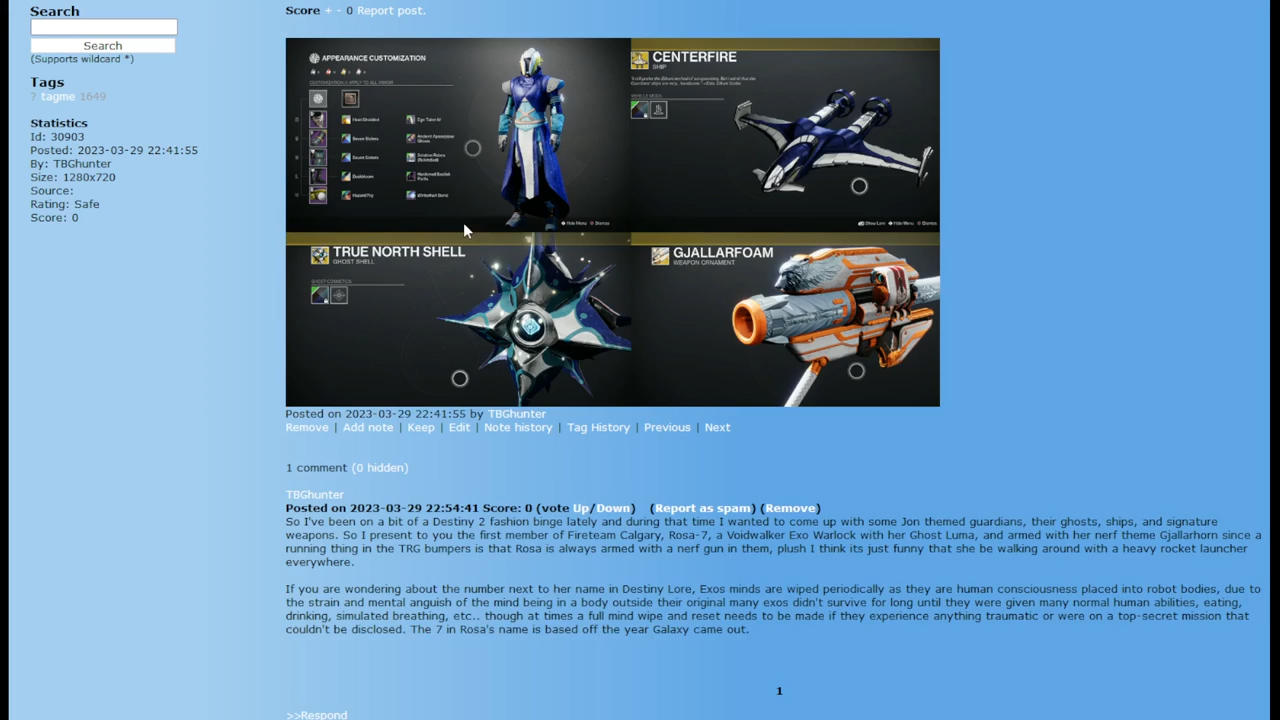 Search
Score + - 0 Report post.
Search
(Supports wildcard *)
Tags
? tagme 1649
Statistics
Id: 30903
Posted: 2023-03-29 22:41:55
By: TBGhunter
Size: 1280x720
Source:
Rating: Safe
Score: 0
APPEARANCE CUSTOMIZATION
CENTERFIRE
SHIP
TRUE NORTH SHELL
GHOST SHELL
GJALLARFOAM
WEAPON ORNAMENT
Posted on 2023-03-29 22:41:55 by TBGhunter
Remove | Add note | Keep | Edit | Note history | Tag History | Previous | Next
1 comment (0 hidden)
TBGhunter
Posted on 2023-03-29 22:54:41 Score: 0 (vote Up/Down) (Report as spam) (Remove)
So I've been on a bit of a Destiny 2 fashion binge lately and during that time I wanted to come up with some Jon themed guardians, their ghosts, ships, and signature
weapons. So I present to you the first member of Fireteam Calgary, Rosa-7, a Voidwalker Exo Warlock with her Ghost Luma, and armed with her nerf theme Gjallarhorn since a
running thing in the TRG bumpers is that Rosa is always armed with a nerf gun in them, plush I think its just funny that she be walking around with a heavy rocket launcher
everywhere.
If you are wondering about the number next to her name in Destiny Lore, Exos minds are wiped periodically as they are human consciousness placed into robot bodies, due to
the strain and mental anguish of the mind being in a body outside their original many exos didn't survive for long until they were given many normal human abilities, eating,
drinking, simulated breathing, etc.. though at times a full mind wipe and reset needs to be made if they experience anything traumatic or were on a top-secret mission that
couldn't be disclosed. The 7 in Rosa's name is based off the year Galaxy came out.
1
>>Respond